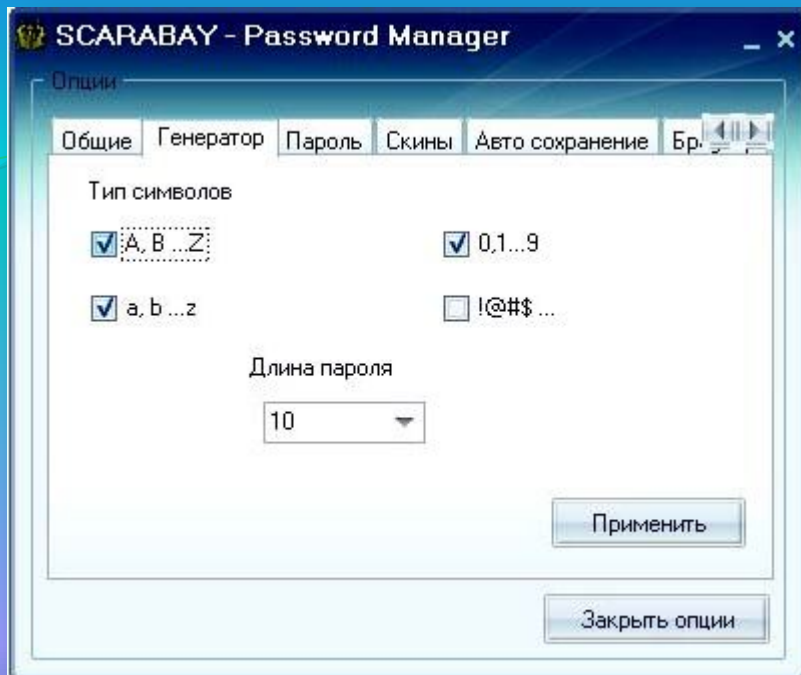 SCARABAY - Password Manager
Опции
Общие Генератор Пароль Скины Авто сохранение
Тип символов
A, B ...Z 0,1...9
a, b ...z !@#$ ...
Длина пароля
10
Применить
Закрыть опции